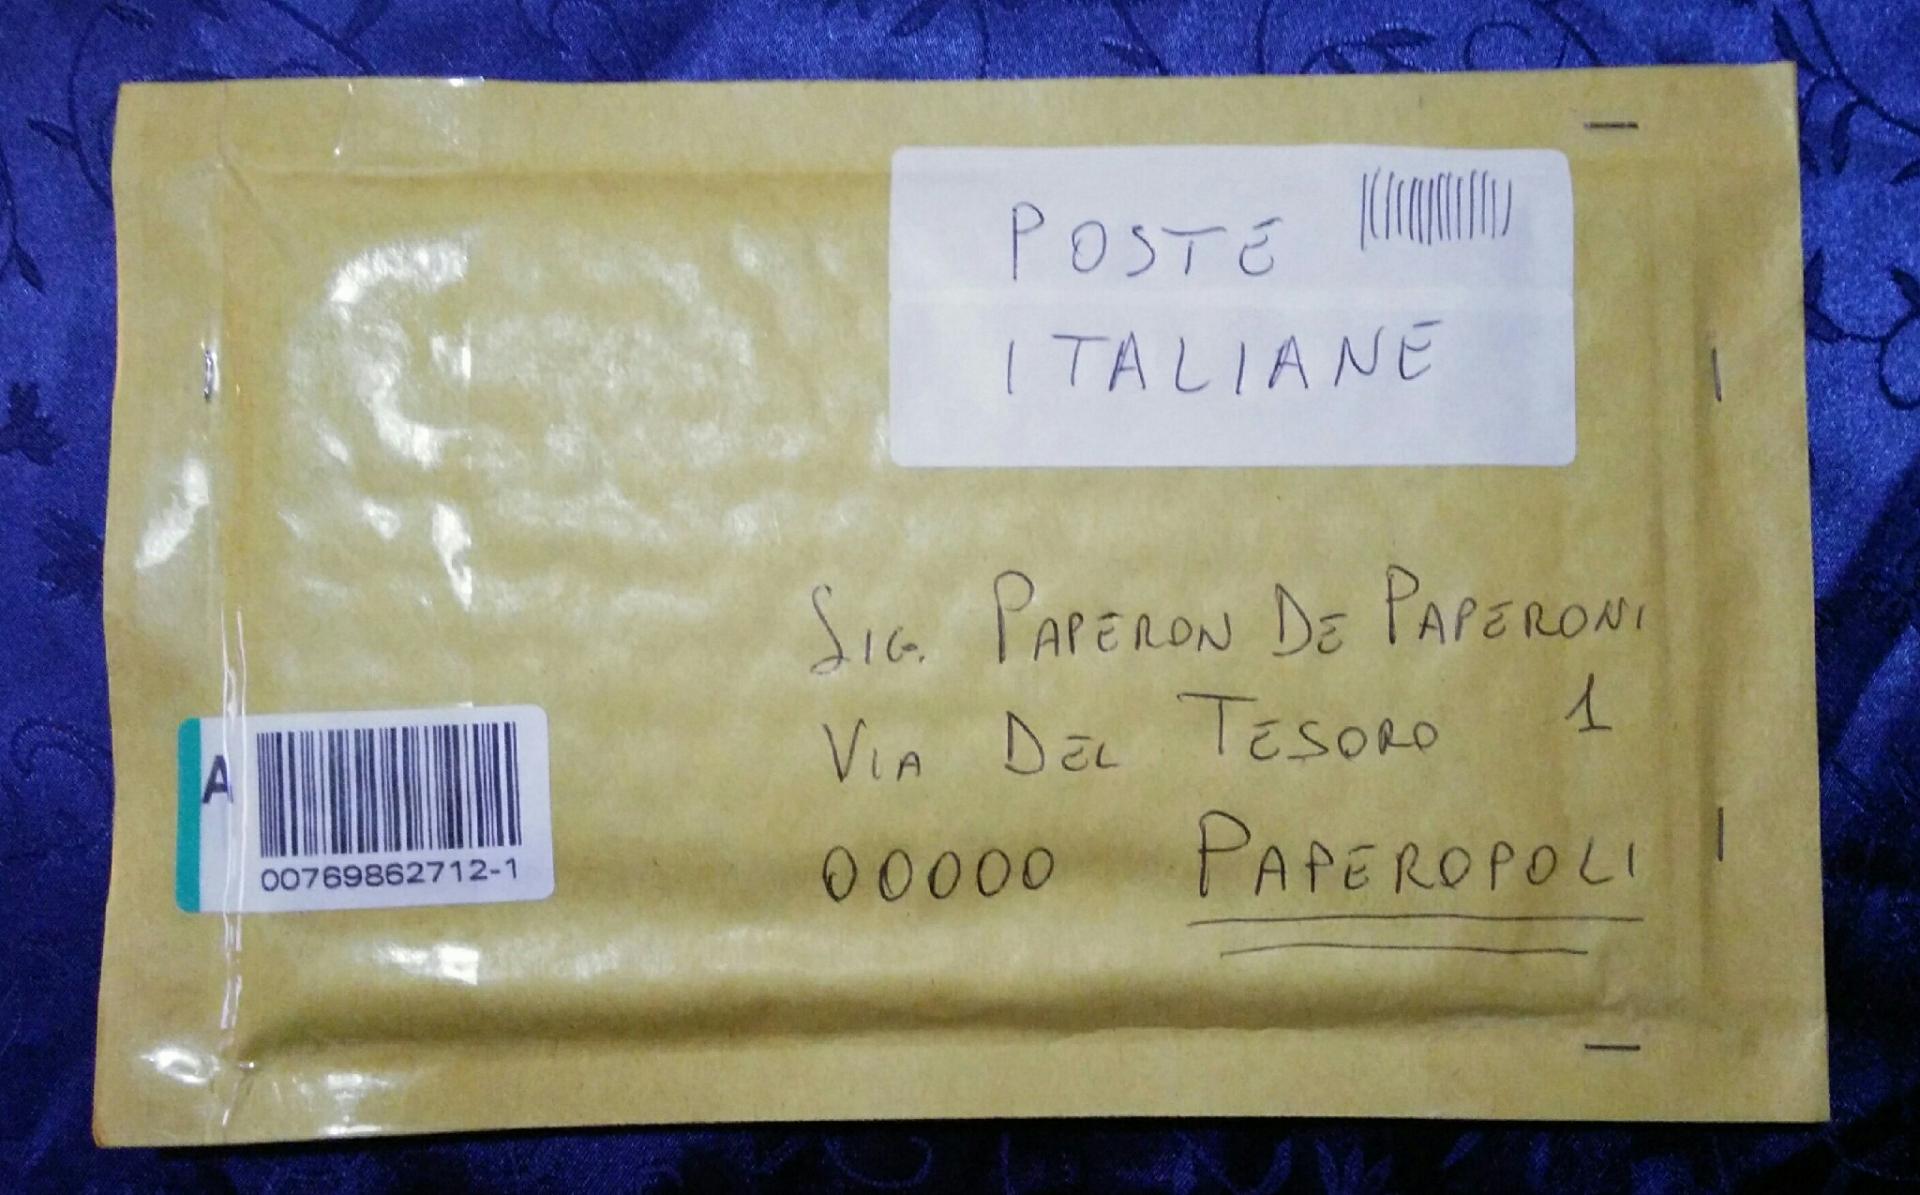 POSTE
ITALIANE
SIG. PAPERON DE PAPERONI
VIA DEL TESORO 1
00000 PAPEROPOLI
A
00769862712-1